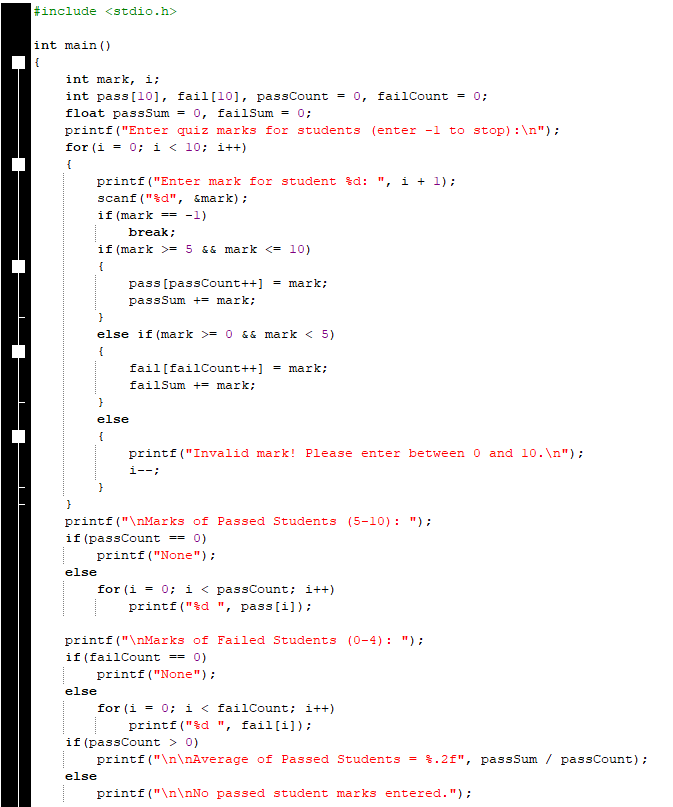 #include <stdio.h>

int main()
{
    int mark, i;
    int pass[10], fail[10], passCount = 0, failCount = 0;
    float passSum = 0, failSum = 0;
    printf("Enter quiz marks for students (enter -1 to stop):\n");
    for(i = 0; i < 10; i++)
    {
        printf("Enter mark for student %d: ", i + 1);
        scanf("%d", &mark);
        if(mark == -1)
            break;
        if(mark >= 5 && mark <= 10)
        {
            pass[passCount++] = mark;
            passSum += mark;
        }
        else if(mark >= 0 && mark < 5)
        {
            fail[failCount++] = mark;
            failSum += mark;
        }
        else
        {
            printf("Invalid mark! Please enter between 0 and 10.\n");
            i--;
        }
    }
    printf("\nMarks of Passed Students (5-10): ");
    if(passCount == 0)
        printf("None");
    else
        for(i = 0; i < passCount; i++)
            printf("%d ", pass[i]);

    printf("\nMarks of Failed Students (0-4): ");
    if(failCount == 0)
        printf("None");
    else
        for(i = 0; i < failCount; i++)
            printf("%d ", fail[i]);
    if(passCount > 0)
        printf("\n\nAverage of Passed Students = %.2f", passSum / passCount);
    else
        printf("\n\nNo passed student marks entered.");